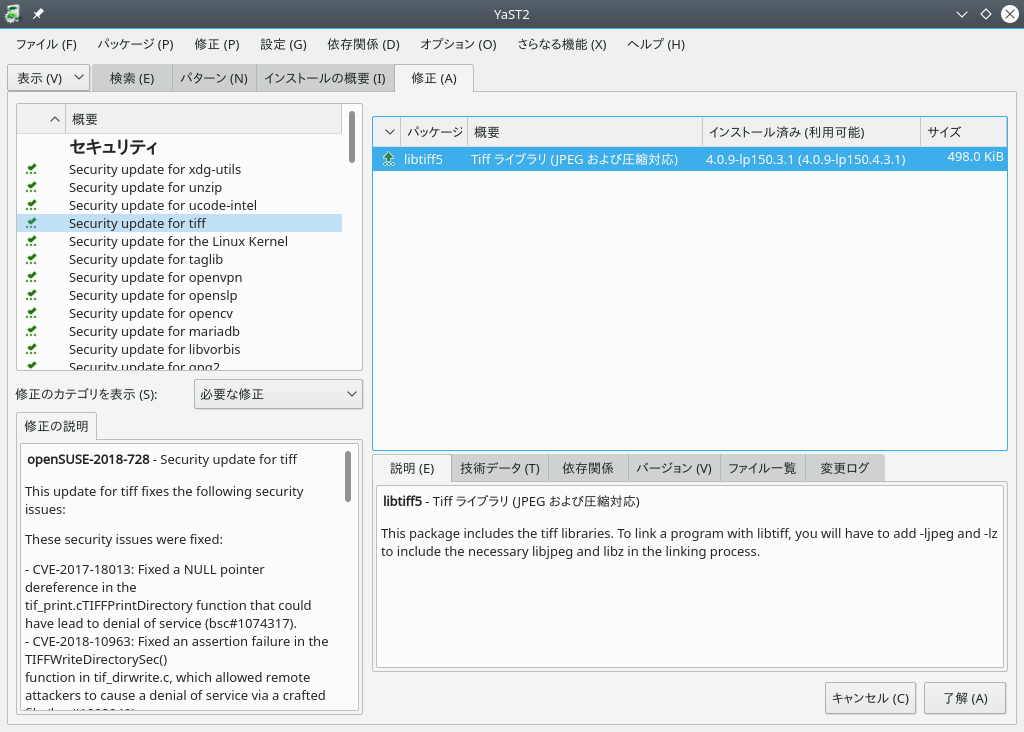 YaST2
ファイル (F) パッケージ (P) 修正 (P) 設定 (G) 依存関係 (D) オプション (O) さらなる機能 (X) ヘルプ (H)
表示 (V) 検索 (E) パターン (N) インストールの概要 (I) 修正 (A)
概要
セキュリティ
Security update for xdg-utils
Security update for unzip
Security update for ucode-intel
Security update for tiff
Security update for the Linux Kernel
Security update for taglib
Security update for openvpn
Security update for openslp
Security update for opencv
Security update for mariadb
Security update for libvorbis
Security update for gpg2
修正のカテゴリを表示 (S): 必要な修正
修正の説明
openSUSE-2018-728 - Security update for tiff
This update for tiff fixes the following security
issues:
These security issues were fixed:
- CVE-2017-18013: Fixed a NULL pointer
dereference in the
tif_print.cTIFFPrintDirectory function that could
have lead to denial of service (bsc#1074317).
- CVE-2018-10963: Fixed an assertion failure in the
TIFFWriteDirectorySec()
function in tif_dirwrite.c, which allowed remote
attackers to cause a denial of service via a crafted
パッケージ 概要 インストール済み (利用可能) サイズ
libtiff5 Tiff ライブラリ (JPEG および圧縮対応) 4.0.9-lp150.3.1 (4.0.9-lp150.4.3.1) 498.0 KiB
説明 (E) 技術データ (T) 依存関係 バージョン (V) ファイル一覧 変更ログ
libtiff5 - Tiff ライブラリ (JPEG および圧縮対応)
This package includes the tiff libraries. To link a program with libtiff, you will have to add -ljpeg and -lz
to include the necessary libjpeg and libz in the linking process.
キャンセル (C) 了解 (A)